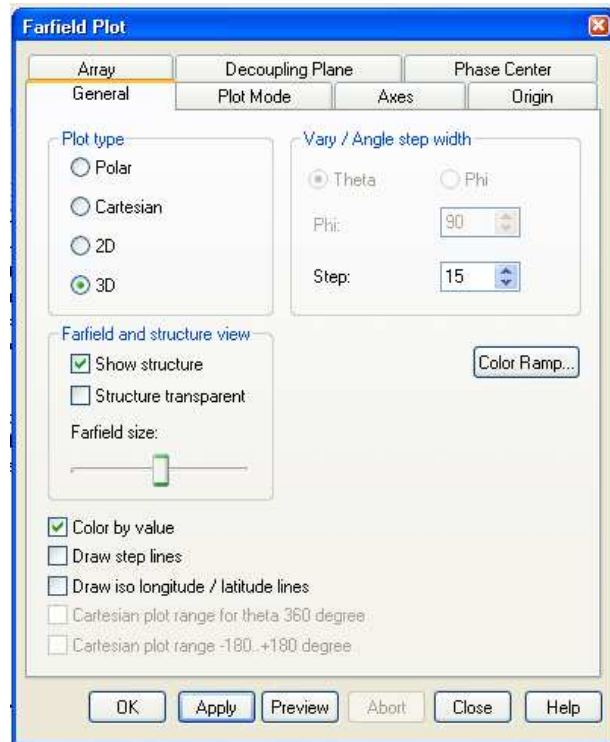 Farfield Plot
Array Decoupling Plane Phase Center
General Plot Mode Axes Origin
Plot type
Polar
Cartesian
2D
3D
Vary / Angle step width
Theta Phi
Phi: 90
Step: 15
Farfield and structure view
Show structure
Structure transparent
Farfield size:
Color Ramp...
Color by value
Draw step lines
Draw iso longitude / latitude lines
Cartesian plot range for theta 360 degree
Cartesian plot range -180..+180 degree
OK Apply Preview Abort Close Help